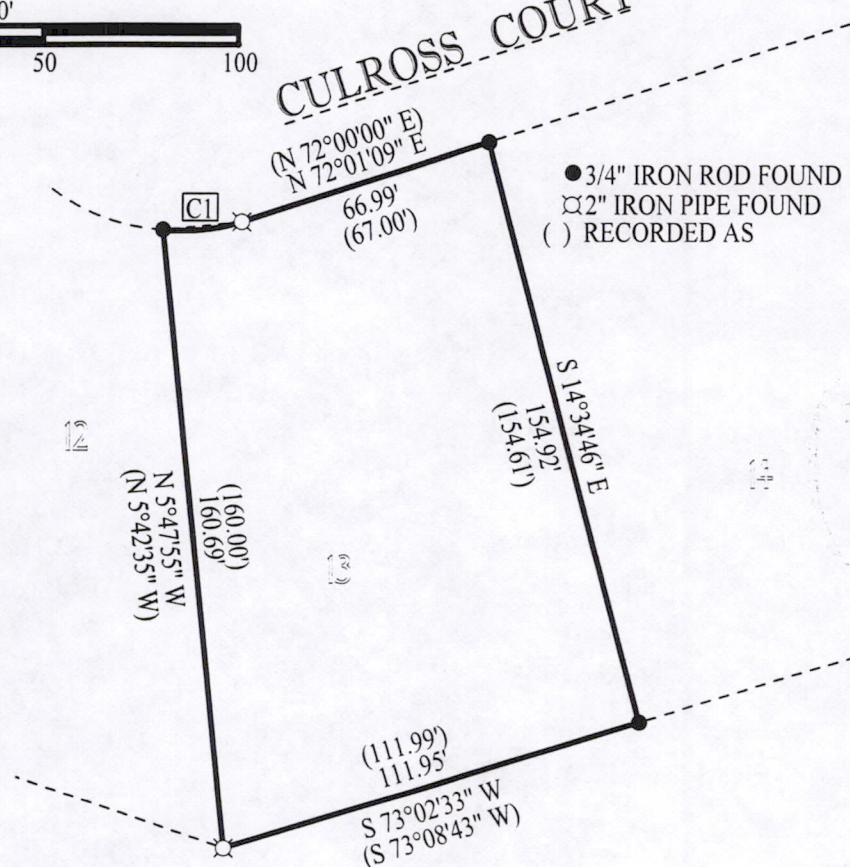 0'
50 100
CULROSS COURT
(N 72°00'00" E)
N 72°01'09" E
66.99'
(67.00')
C1
3/4" IRON ROD FOUND
2" IRON PIPE FOUND
( ) RECORDED AS
S 14°34'46" E
154.92'
(154.61')
12
14
13
(160.00')
160.69'
N 5°47'55" W
(N 5°42'35" W)
(111.99')
111.95'
S 73°02'33" W
(S 73°08'43" W)